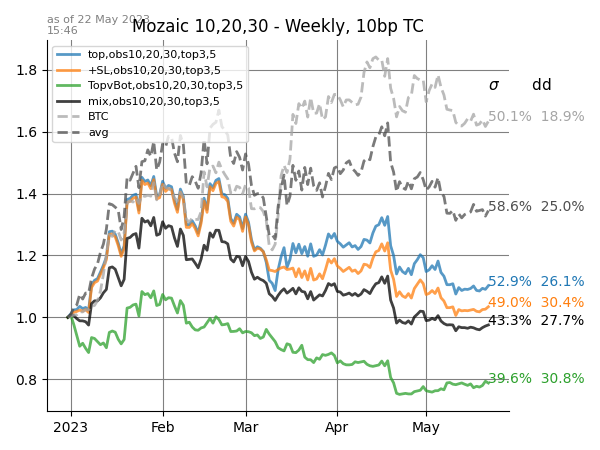 as of 22 May 2023
15:46
Mozaic 10,20,30 - Weekly, 10bp TC
top,obs10,20,30,top3,5
+SL,obs10,20,30,top3,5
TopvBot,obs10,20,30,top3,5
mix,obs10,20,30,top3,5
BTC
avg
σ dd
50.1% 18.9%
58.6% 25.0%
52.9% 26.1%
49.0% 30.4%
43.3% 27.7%
39.6% 30.8%
1.8
1.6
1.4
1.2
1.0
0.8
2023 Feb Mar Apr May